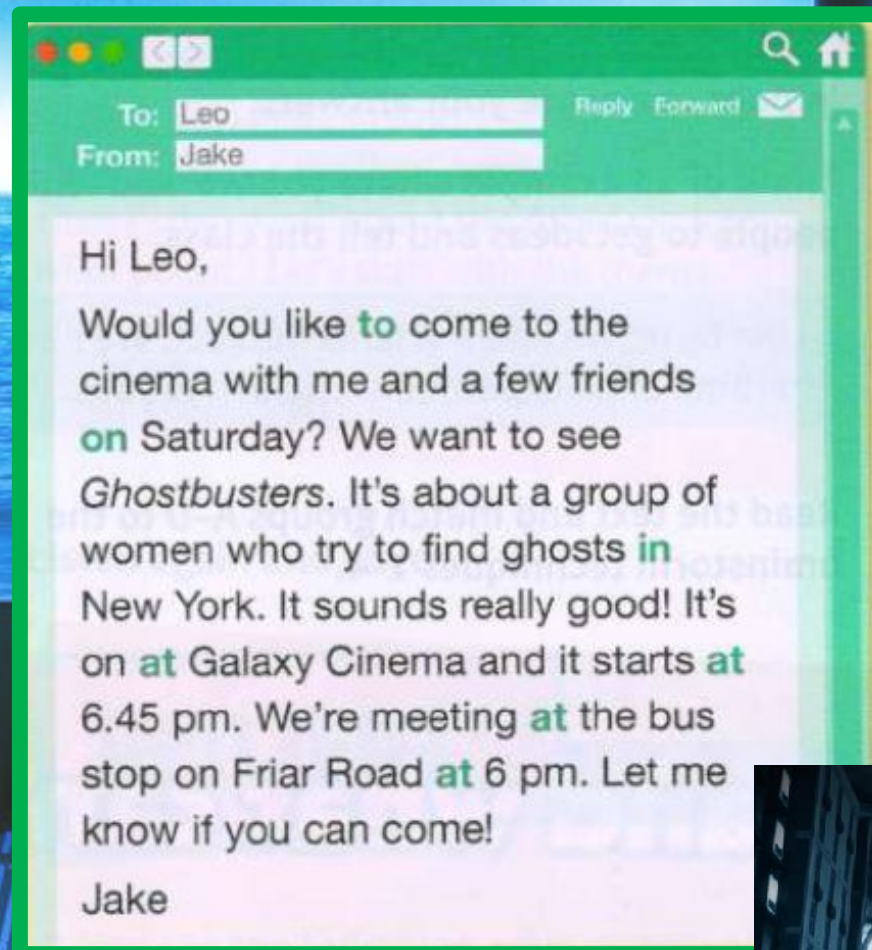 To: Leo
Reply Forward
From: Jake
Hi Leo,
Would you like to come to the
cinema with me and a few friends
on Saturday? We want to see
Ghostbusters. It's about a group of
women who try to find ghosts in
New York. It sounds really good! It's
on at Galaxy Cinema and it starts at
6.45 pm. We're meeting at the bus
stop on Friar Road at 6 pm. Let me
know if you can come!
Jake